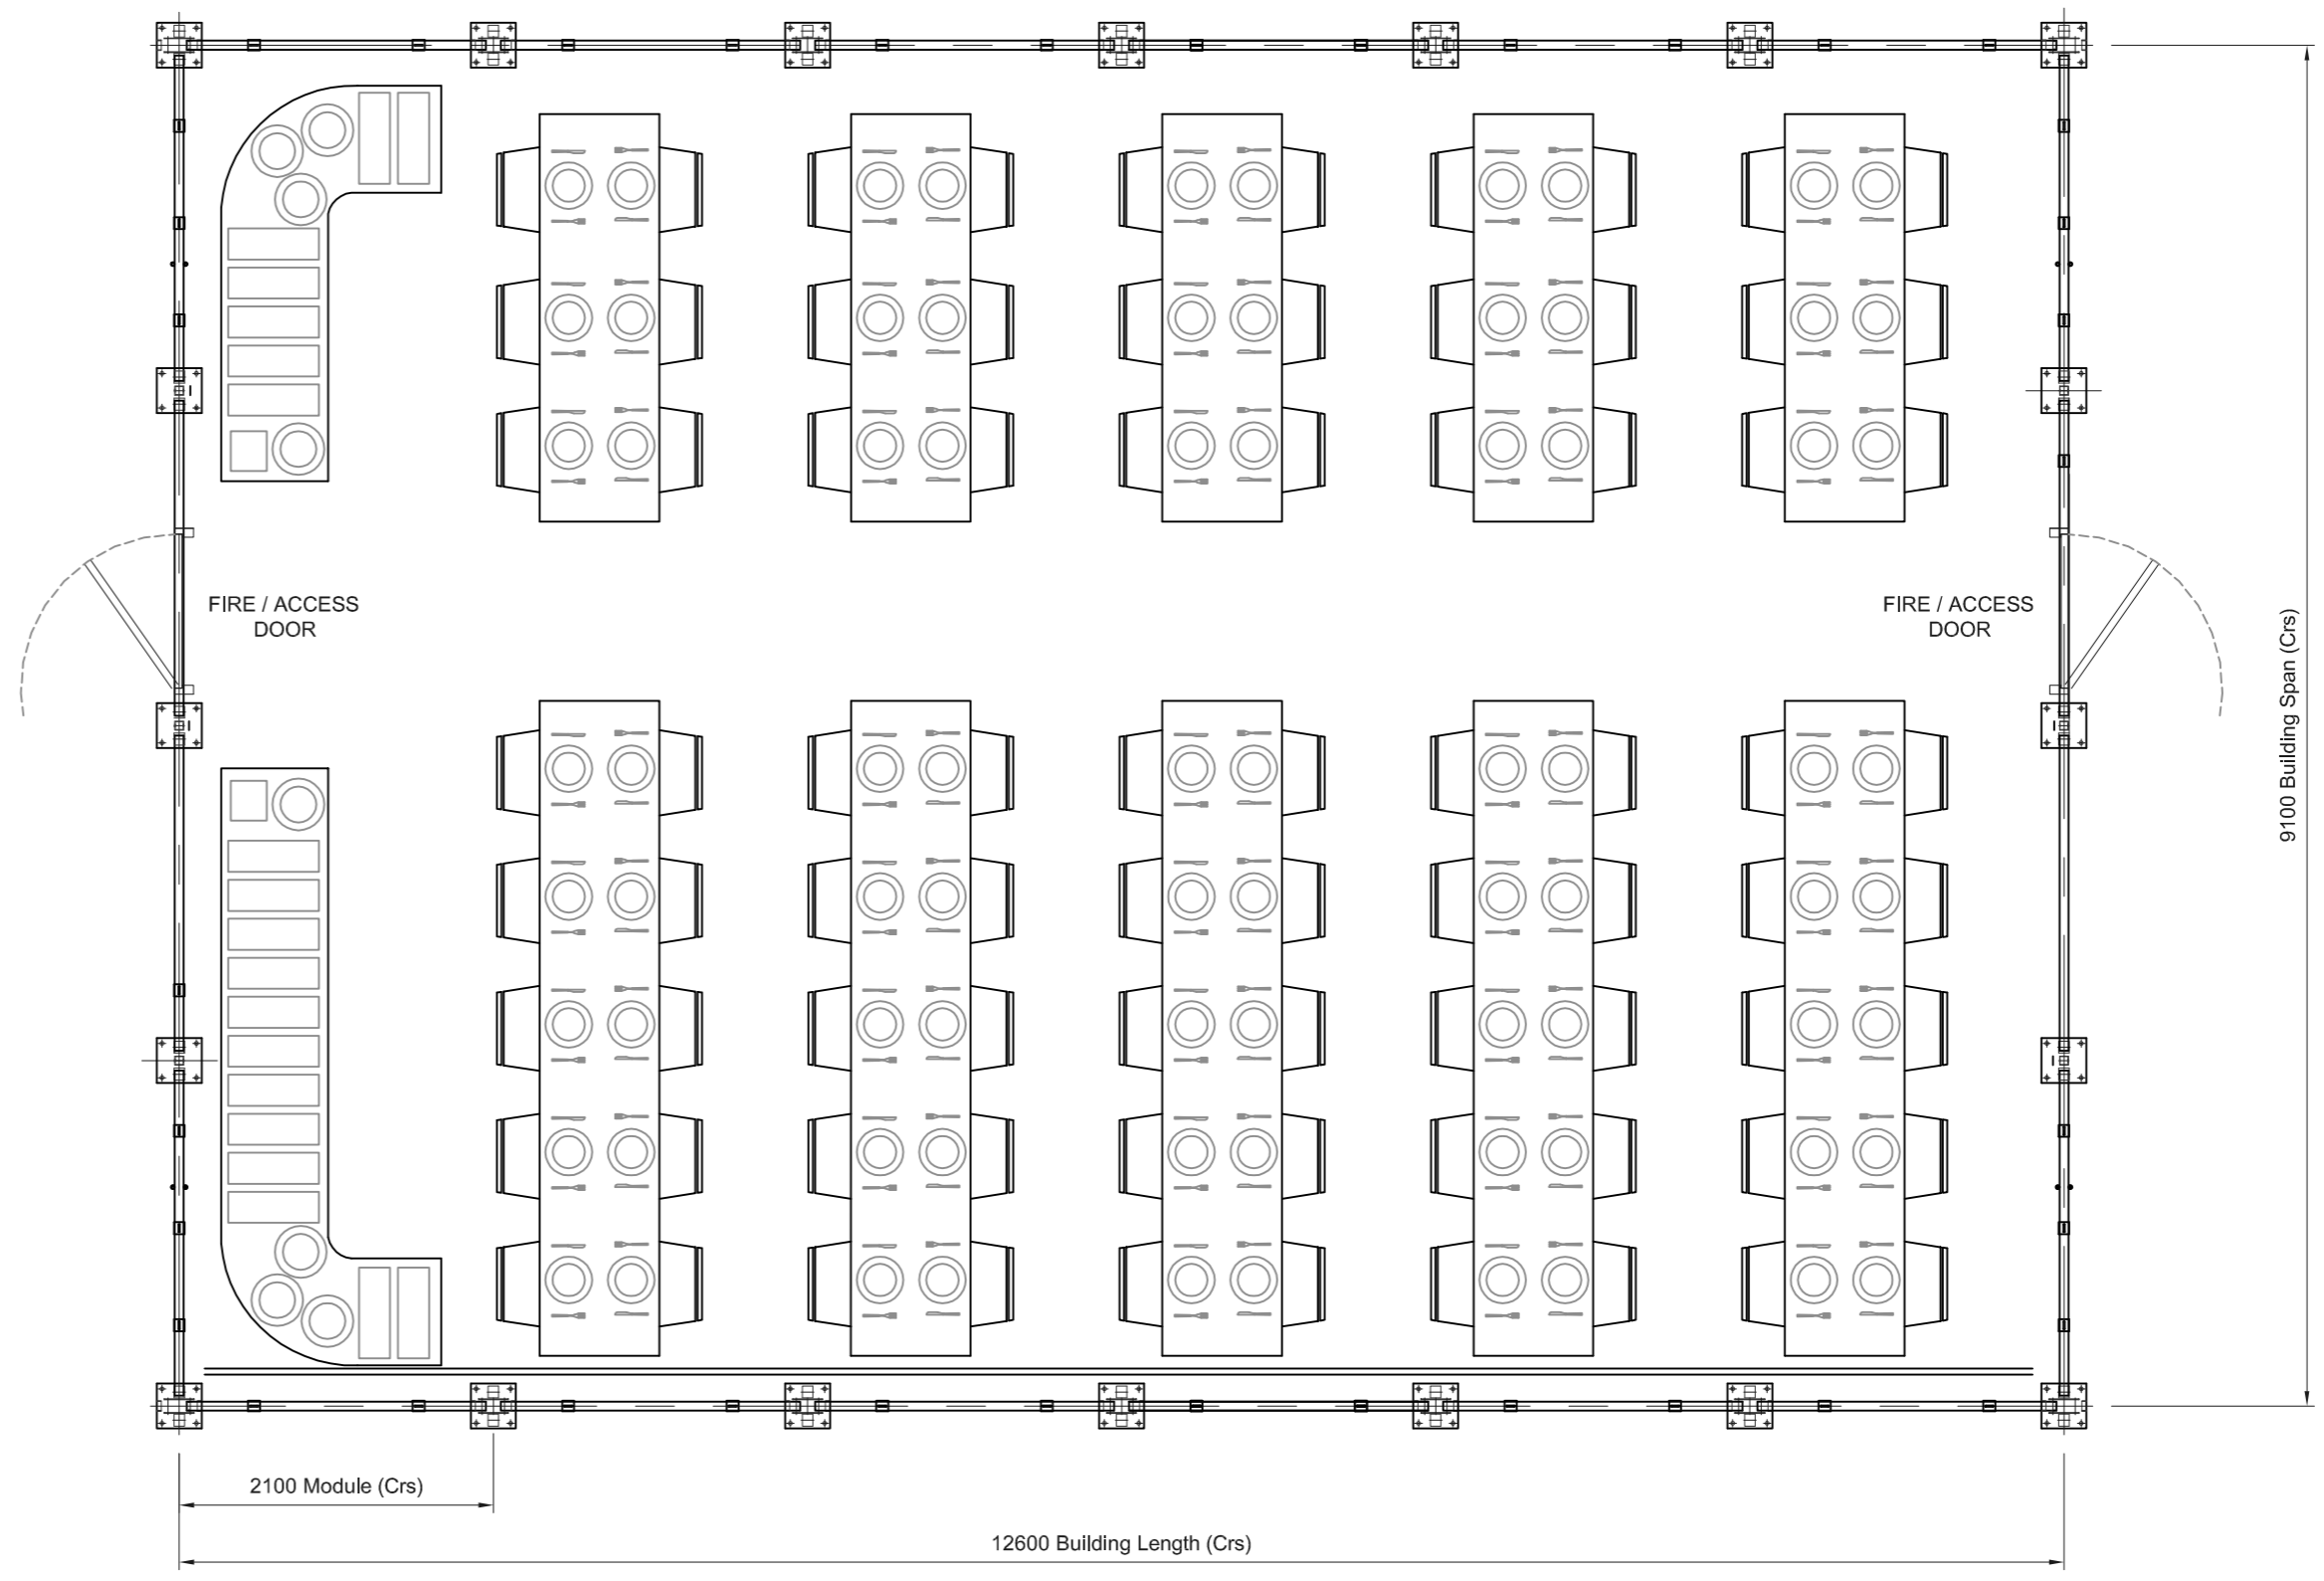 FIRE / ACCESS
DOOR
FIRE / ACCESS
DOOR
9100 Building Span (Crs)
2100 Module (Crs)
12600 Building Length (Crs)